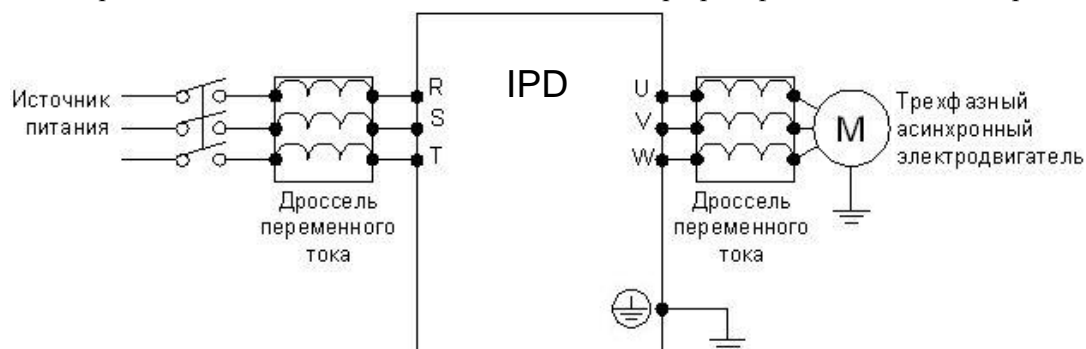 IPD
Источник
питания
R
S
T
U
V
W
Дроссель
переменного
тока
Дроссель
переменного
тока
M
Трехфазный
асинхронный
электродвигатель